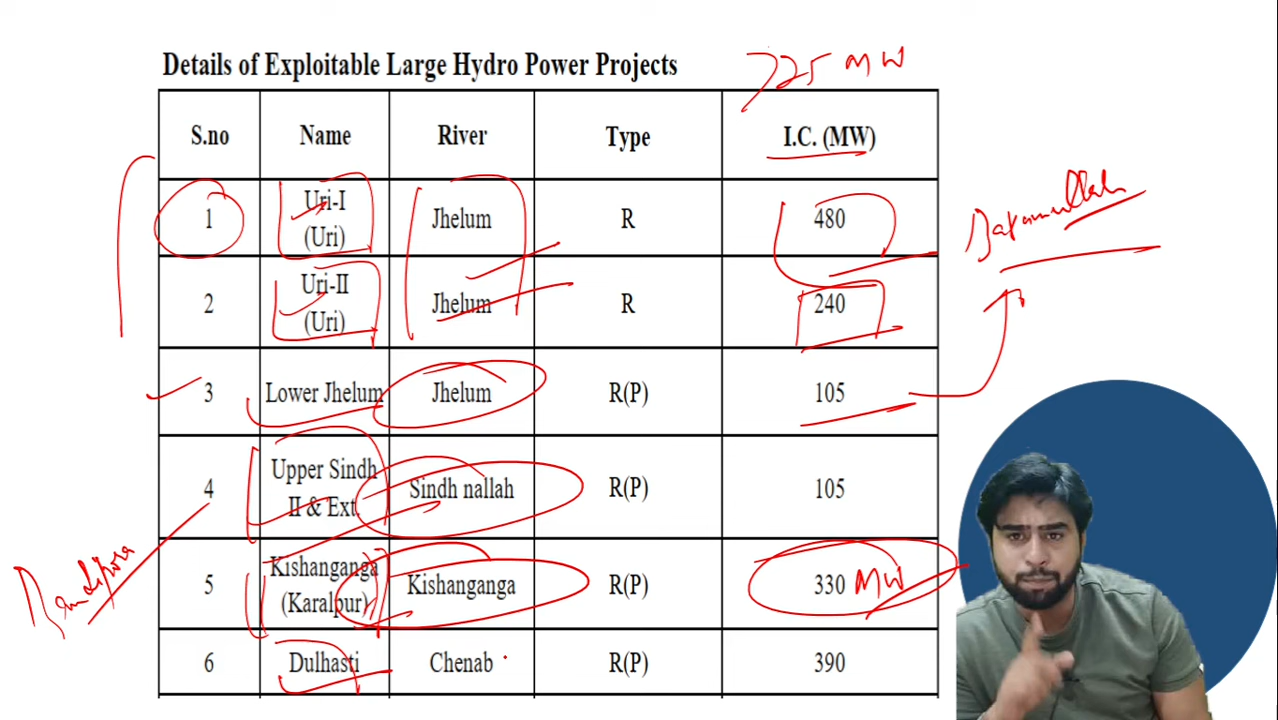 Details of Exploitable Large Hydro Power Projects
725 MW
S.no Name River Type I.C. (MW)
1 Uri-I (Uri) Jhelum R 480
2 Uri-II (Uri) Jhelum R 240
3 Lower Jhelum Jhelum R(P) 105
4 Upper Sindh II & Ext. Sindh nallah R(P) 105
5 Kishanganga (Karalpur) Kishanganga R(P) 330 MW
6 Dulhasti Chenab R(P) 390
Bandipora